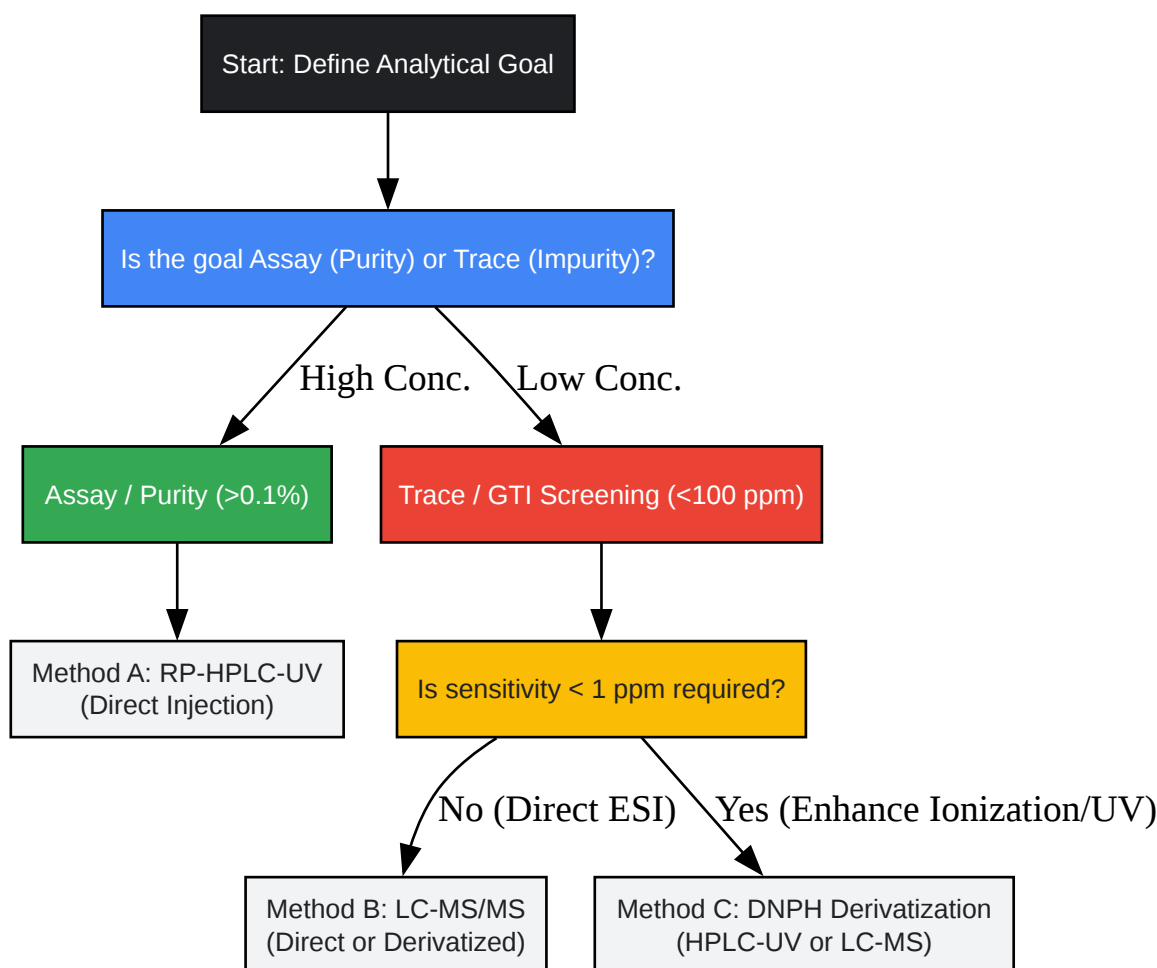 Start: Define Analytical Goal
Is the goal Assay (Purity) or Trace (Impurity)?
High Conc.
Low Conc.
Assay / Purity (>0.1%)
Trace / GTI Screening (<100 ppm)
Method A: RP-HPLC-UV
(Direct Injection)
Is sensitivity < 1 ppm required?
No (Direct ESI)
Yes (Enhance Ionization/UV)
Method B: LC-MS/MS
(Direct or Derivatized)
Method C: DNPH Derivatization
(HPLC-UV or LC-MS)